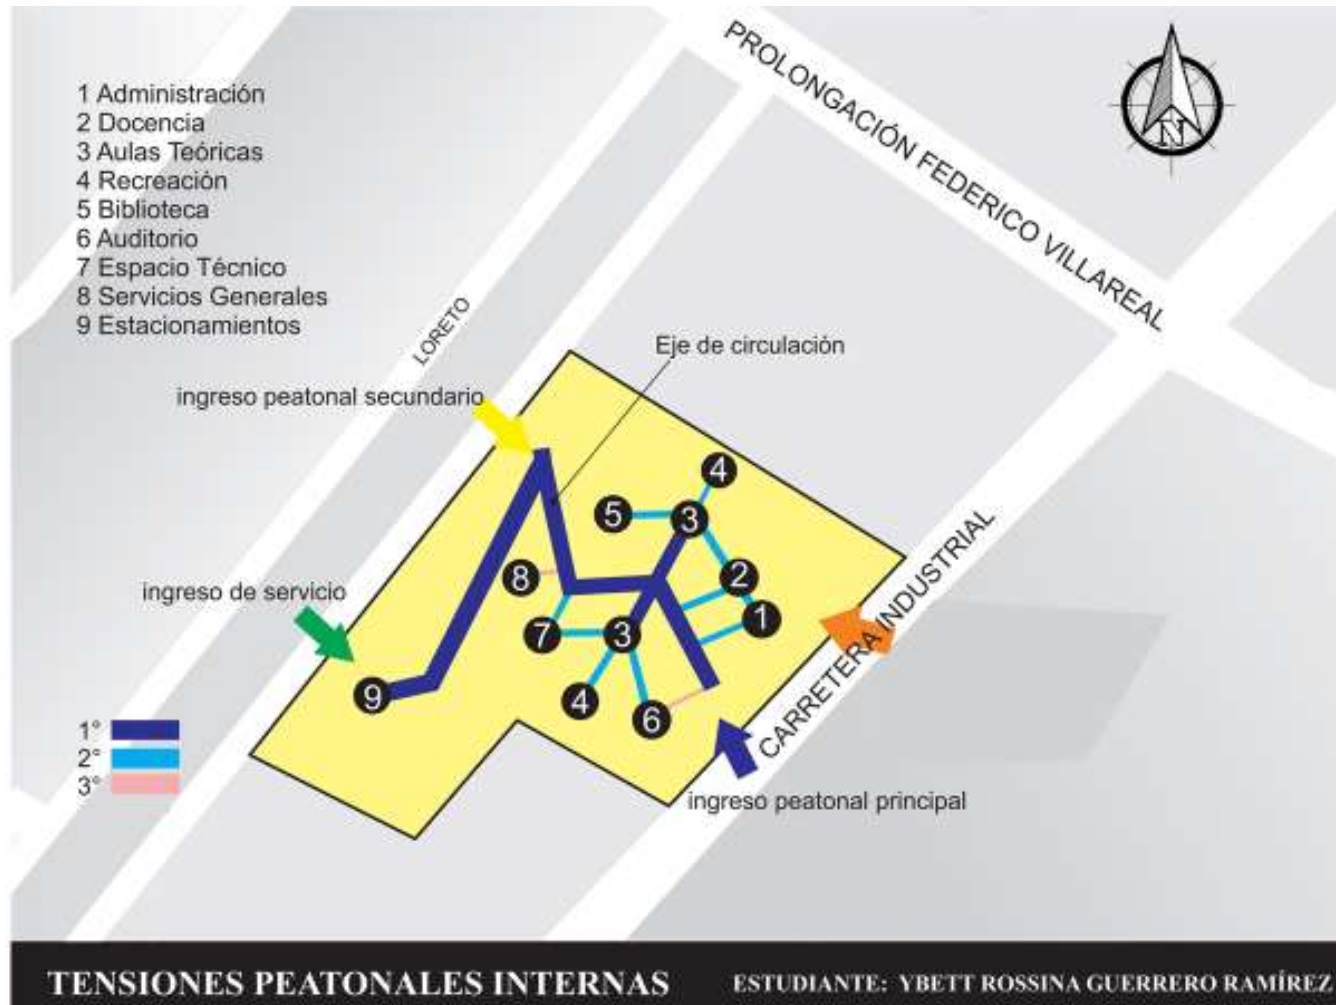 PROLONGACIÓN FEDERICO VILLAREAL
N
1 Administración
2 Docencia
3 Aulas Teóricas
4 Recreación
5 Biblioteca
6 Auditorio
7 Espacio Técnico
8 Servicios Generales
9 Estacionamientos
LORETO
Eje de circulación
ingreso peatonal secundario
4
5
3
8
2
ingreso de servicio
1
7
3
9
4
6
CARRETERA INDUSTRIAL
1°
2°
3°
ingreso peatonal principal
TENSIONES PEATONALES INTERNAS
ESTUDIANTE: YBETT ROSSINA GUERRERO RAMÍREZ